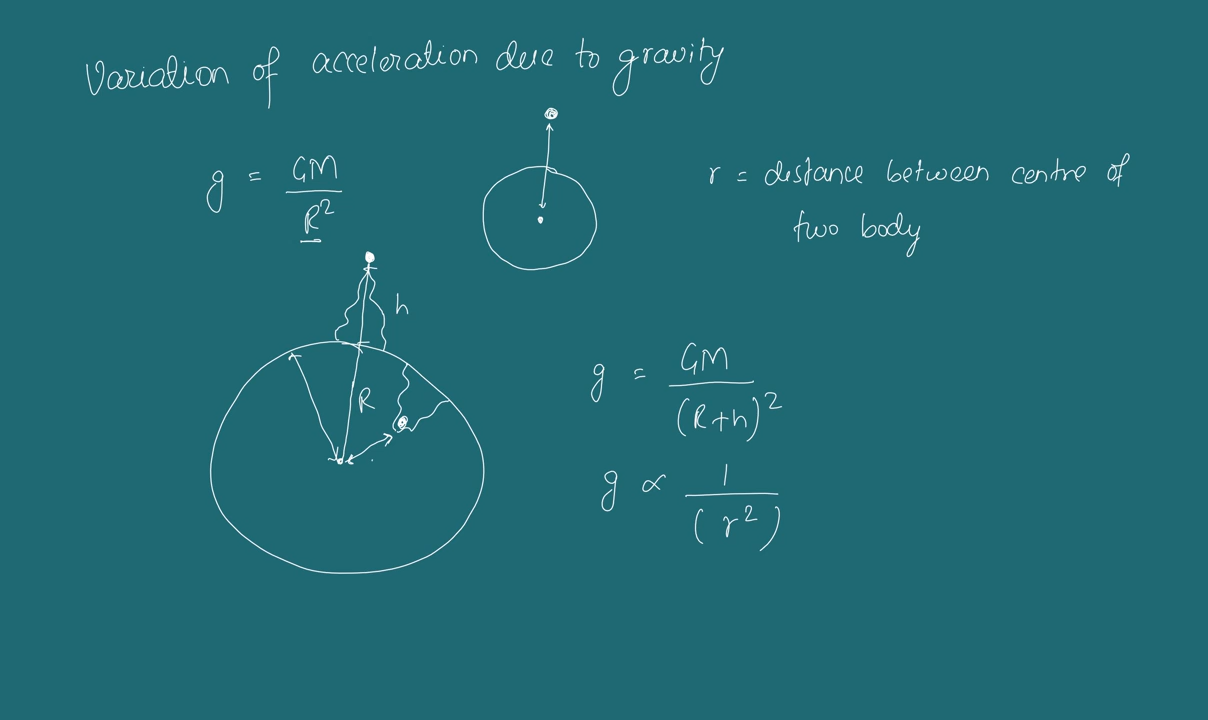 Variation of acceleration due to gravity
g = GM / R²
r = distance between centre of
two body
h
R
g = GM / (R+h)²
g ∝ 1 / (r²)